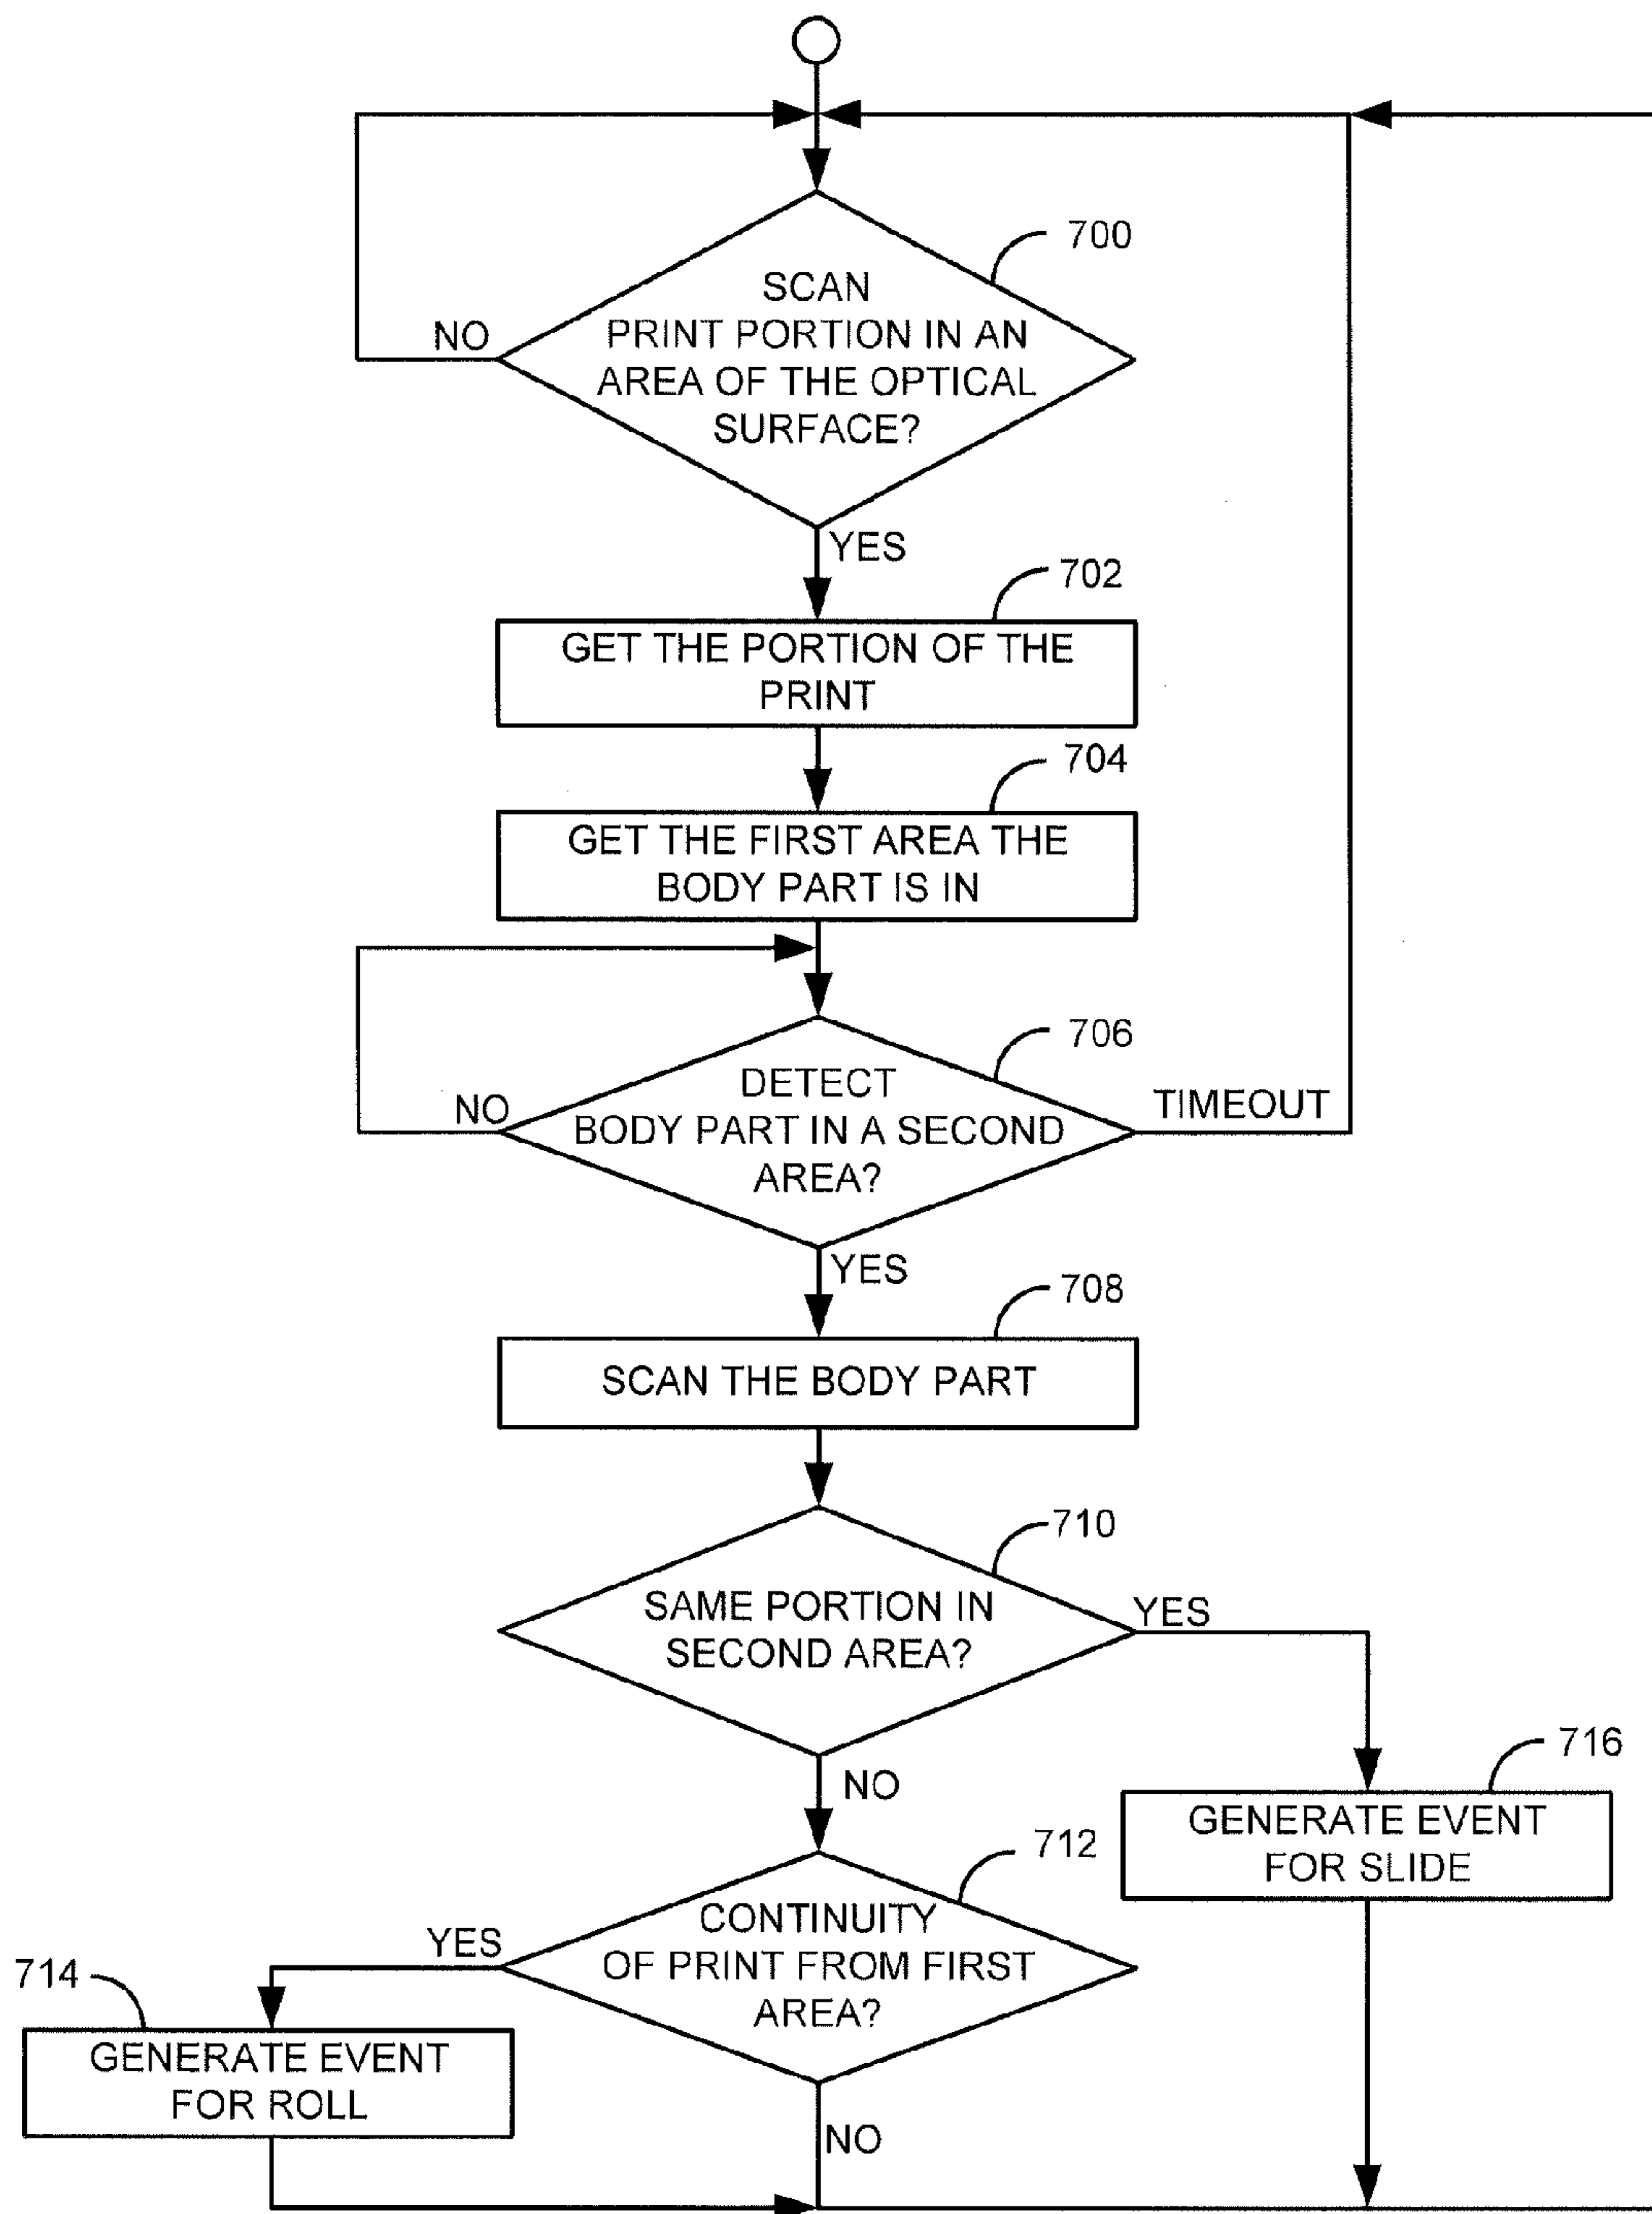 700
SCAN
PRINT PORTION IN AN
AREA OF THE OPTICAL
SURFACE?
NO
YES
702
GET THE PORTION OF THE
PRINT
704
GET THE FIRST AREA THE
BODY PART IS IN
706
DETECT
BODY PART IN A SECOND
AREA?
NO
TIMEOUT
YES
708
SCAN THE BODY PART
710
SAME PORTION IN
SECOND AREA?
YES
NO
716
GENERATE EVENT
FOR SLIDE
712
CONTINUITY
OF PRINT FROM FIRST
AREA?
YES
714
GENERATE EVENT
FOR ROLL
NO